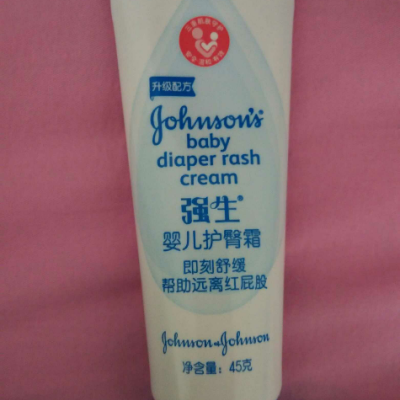 升级配方
Johnson's®
baby
diaper rash
cream
强生®
婴儿护臀霜
即刻舒缓
帮助远离红屁股
Johnson & Johnson
净含量: 45克